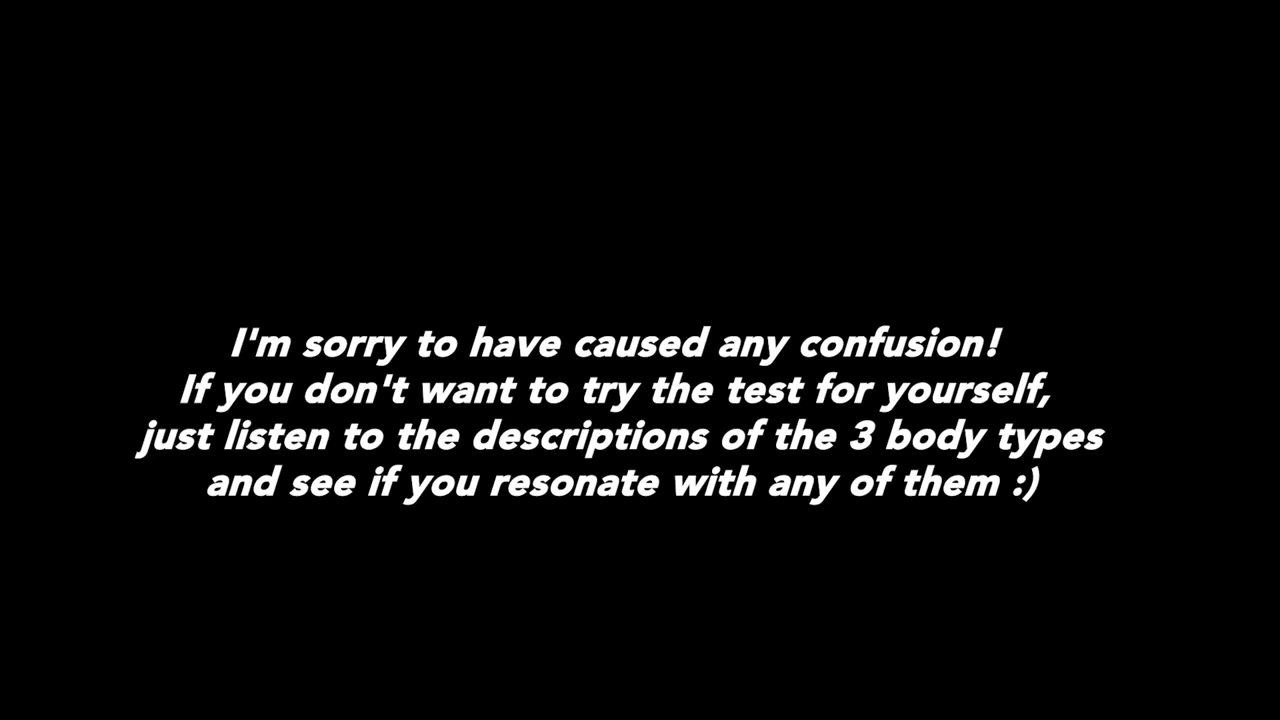 I'm sorry to have caused any confusion!
If you don't want to try the test for yourself,
just listen to the descriptions of the 3 body types
and see if you resonate with any of them :)